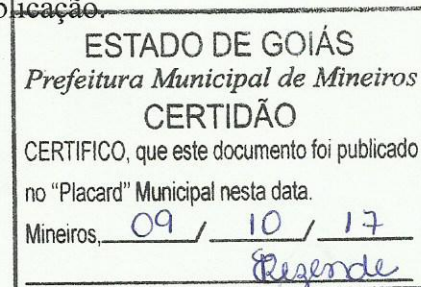 plicação.
ESTADO DE GOIÁS
Prefeitura Municipal de Mineiros
CERTIDÃO
CERTIFICO, que este documento foi publicado
no "Placard" Municipal nesta data.
Mineiros, 09 / 10 / 17
Rezende